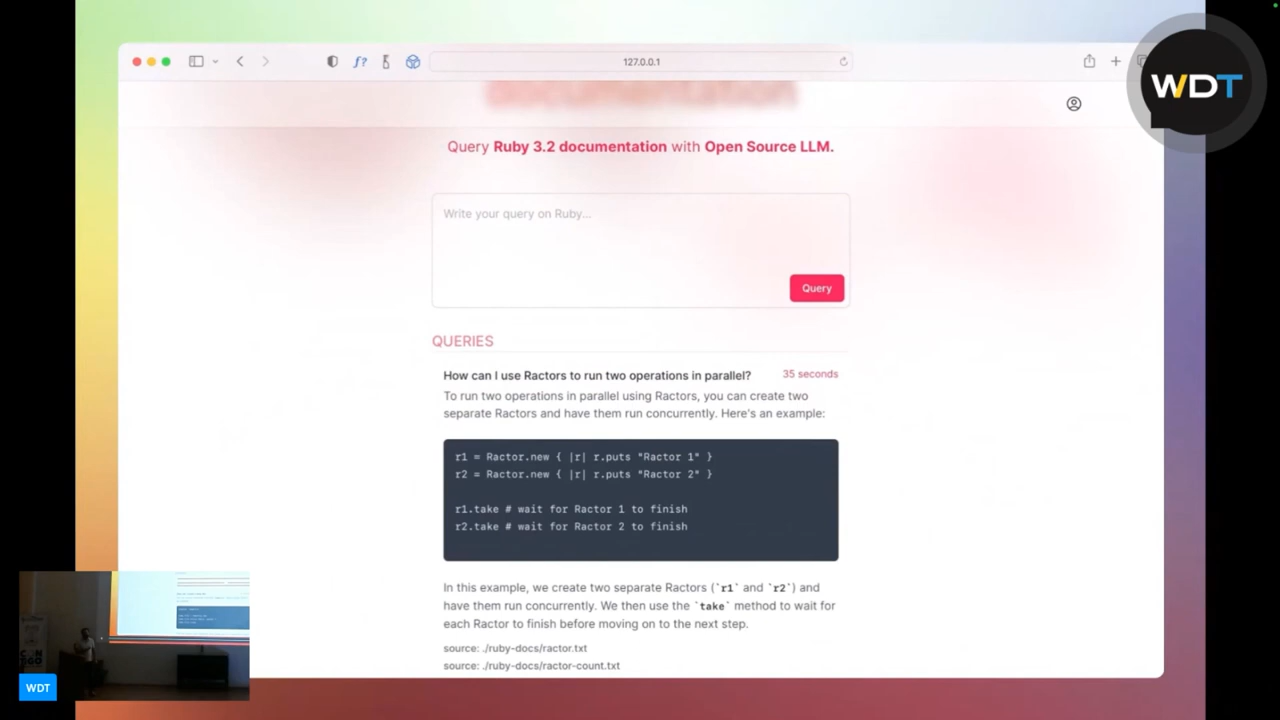 127.0.0.1
WDT
documentation
Query Ruby 3.2 documentation with Open Source LLM.
Write your query on Ruby...
Query
QUERIES
How can I use Ractors to run two operations in parallel?
35 seconds
To run two operations in parallel using Ractors, you can create two
separate Ractors and have them run concurrently. Here's an example:
r1 = Ractor.new { |r| r.puts "Ractor 1" }
r2 = Ractor.new { |r| r.puts "Ractor 2" }
r1.take # wait for Ractor 1 to finish
r2.take # wait for Ractor 2 to finish
In this example, we create two separate Ractors (`r1` and `r2`) and
have them run concurrently. We then use the `take` method to wait for
each Ractor to finish before moving on to the next step.
source: ./ruby-docs/ractor.txt
source: ./ruby-docs/ractor-count.txt
WDT